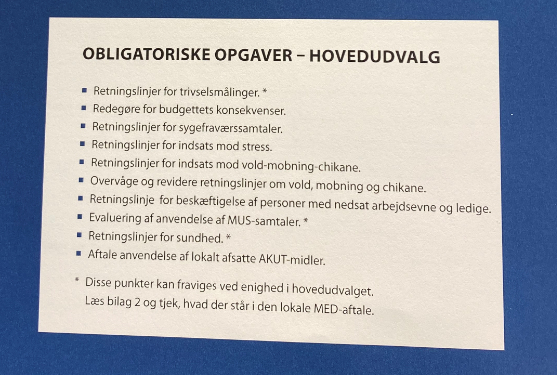 OBLIGATORISKE OPGAVER – HOVEDUDVALG
▪ Retningslinjer for trivselsmålinger. *
▪ Redegøre for budgettets konsekvenser.
▪ Retningslinjer for sygefraværssamtaler.
▪ Retningslinjer for indsats mod stress.
▪ Retningslinjer for indsats mod vold-mobning-chikane.
▪ Overvåge og revidere retningslinjer om vold, mobning og chikane.
▪ Retningslinje for beskæftigelse af personer med nedsat arbejdsevne og ledige.
▪ Evaluering af anvendelse af MUS-samtaler. *
▪ Retningslinjer for sundhed. *
▪ Aftale anvendelse af lokalt afsatte AKUT-midler.
* Disse punkter kan fraviges ved enighed i hovedudvalget.
Læs bilag 2 og tjek, hvad der står i den lokale MED-aftale.